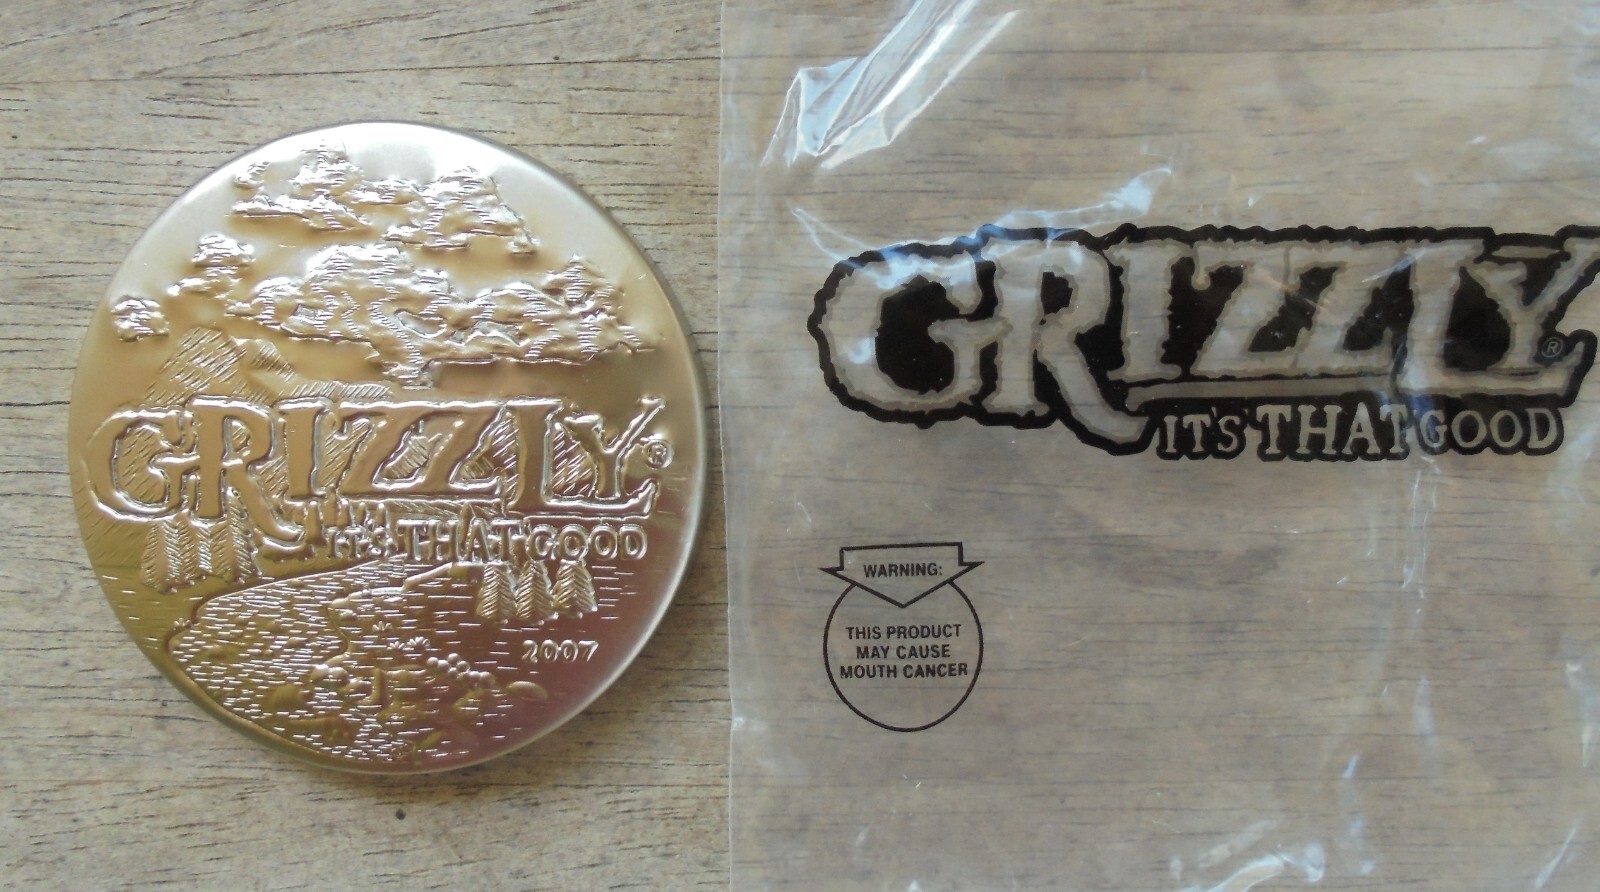 GRIZZLY®
IT'S THAT GOOD
2007
GRIZZLY®
IT'S THAT GOOD
WARNING:
THIS PRODUCT
MAY CAUSE
MOUTH CANCER